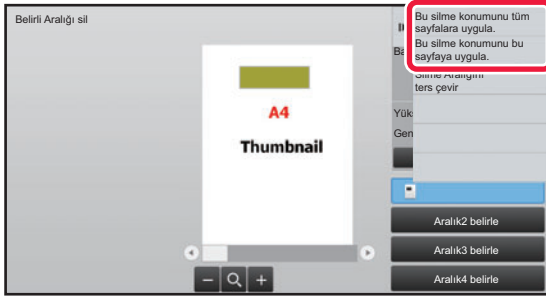 Belirli Aralığı sil
A4
Thumbnail
Bu silme konumunu tüm
sayfalara uygula.
Bu silme konumunu bu
sayfaya uygula.
Silme Aralığını
ters çevir
Aralık2 belirle
Aralık3 belirle
Aralık4 belirle